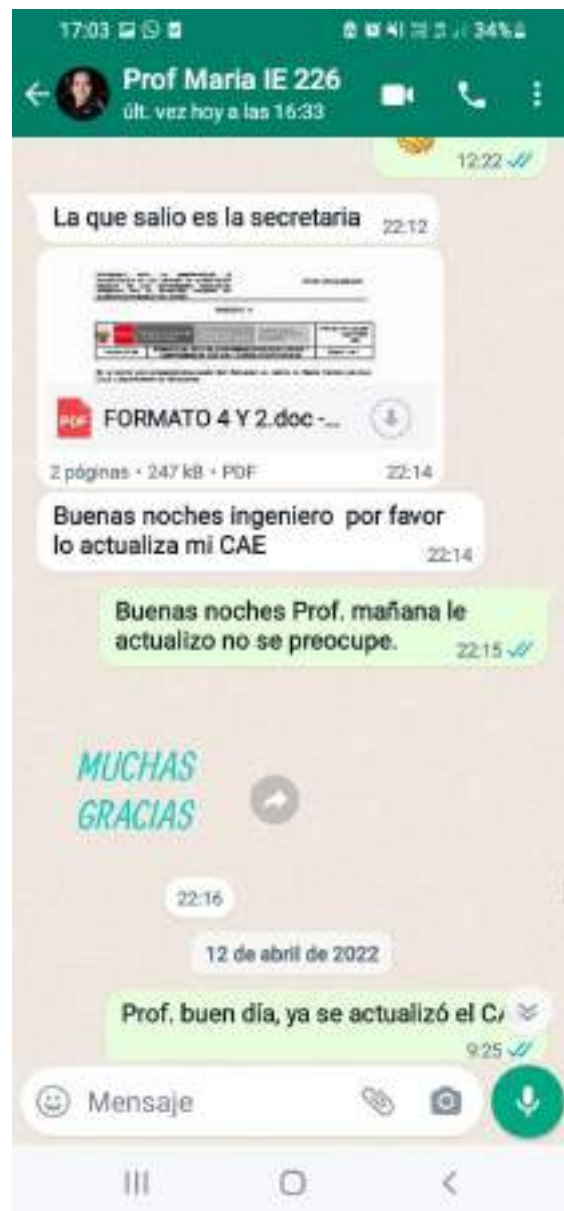 17:03
34%
Prof Maria IE 226
últ. vez hoy a las 16:33
12:22
La que salio es la secretaria
22:12
PDF
FORMATO 4 Y 2.doc -...
2 páginas • 247 kB • PDF
22:14
Buenas noches ingeniero por favor
lo actualiza mi CAE
22:14
Buenas noches Prof. mañana le
actualizo no se preocupe.
22:15
MUCHAS
GRACIAS
22:16
12 de abril de 2022
Prof. buen día, ya se actualizó el CA
9:25
Mensaje